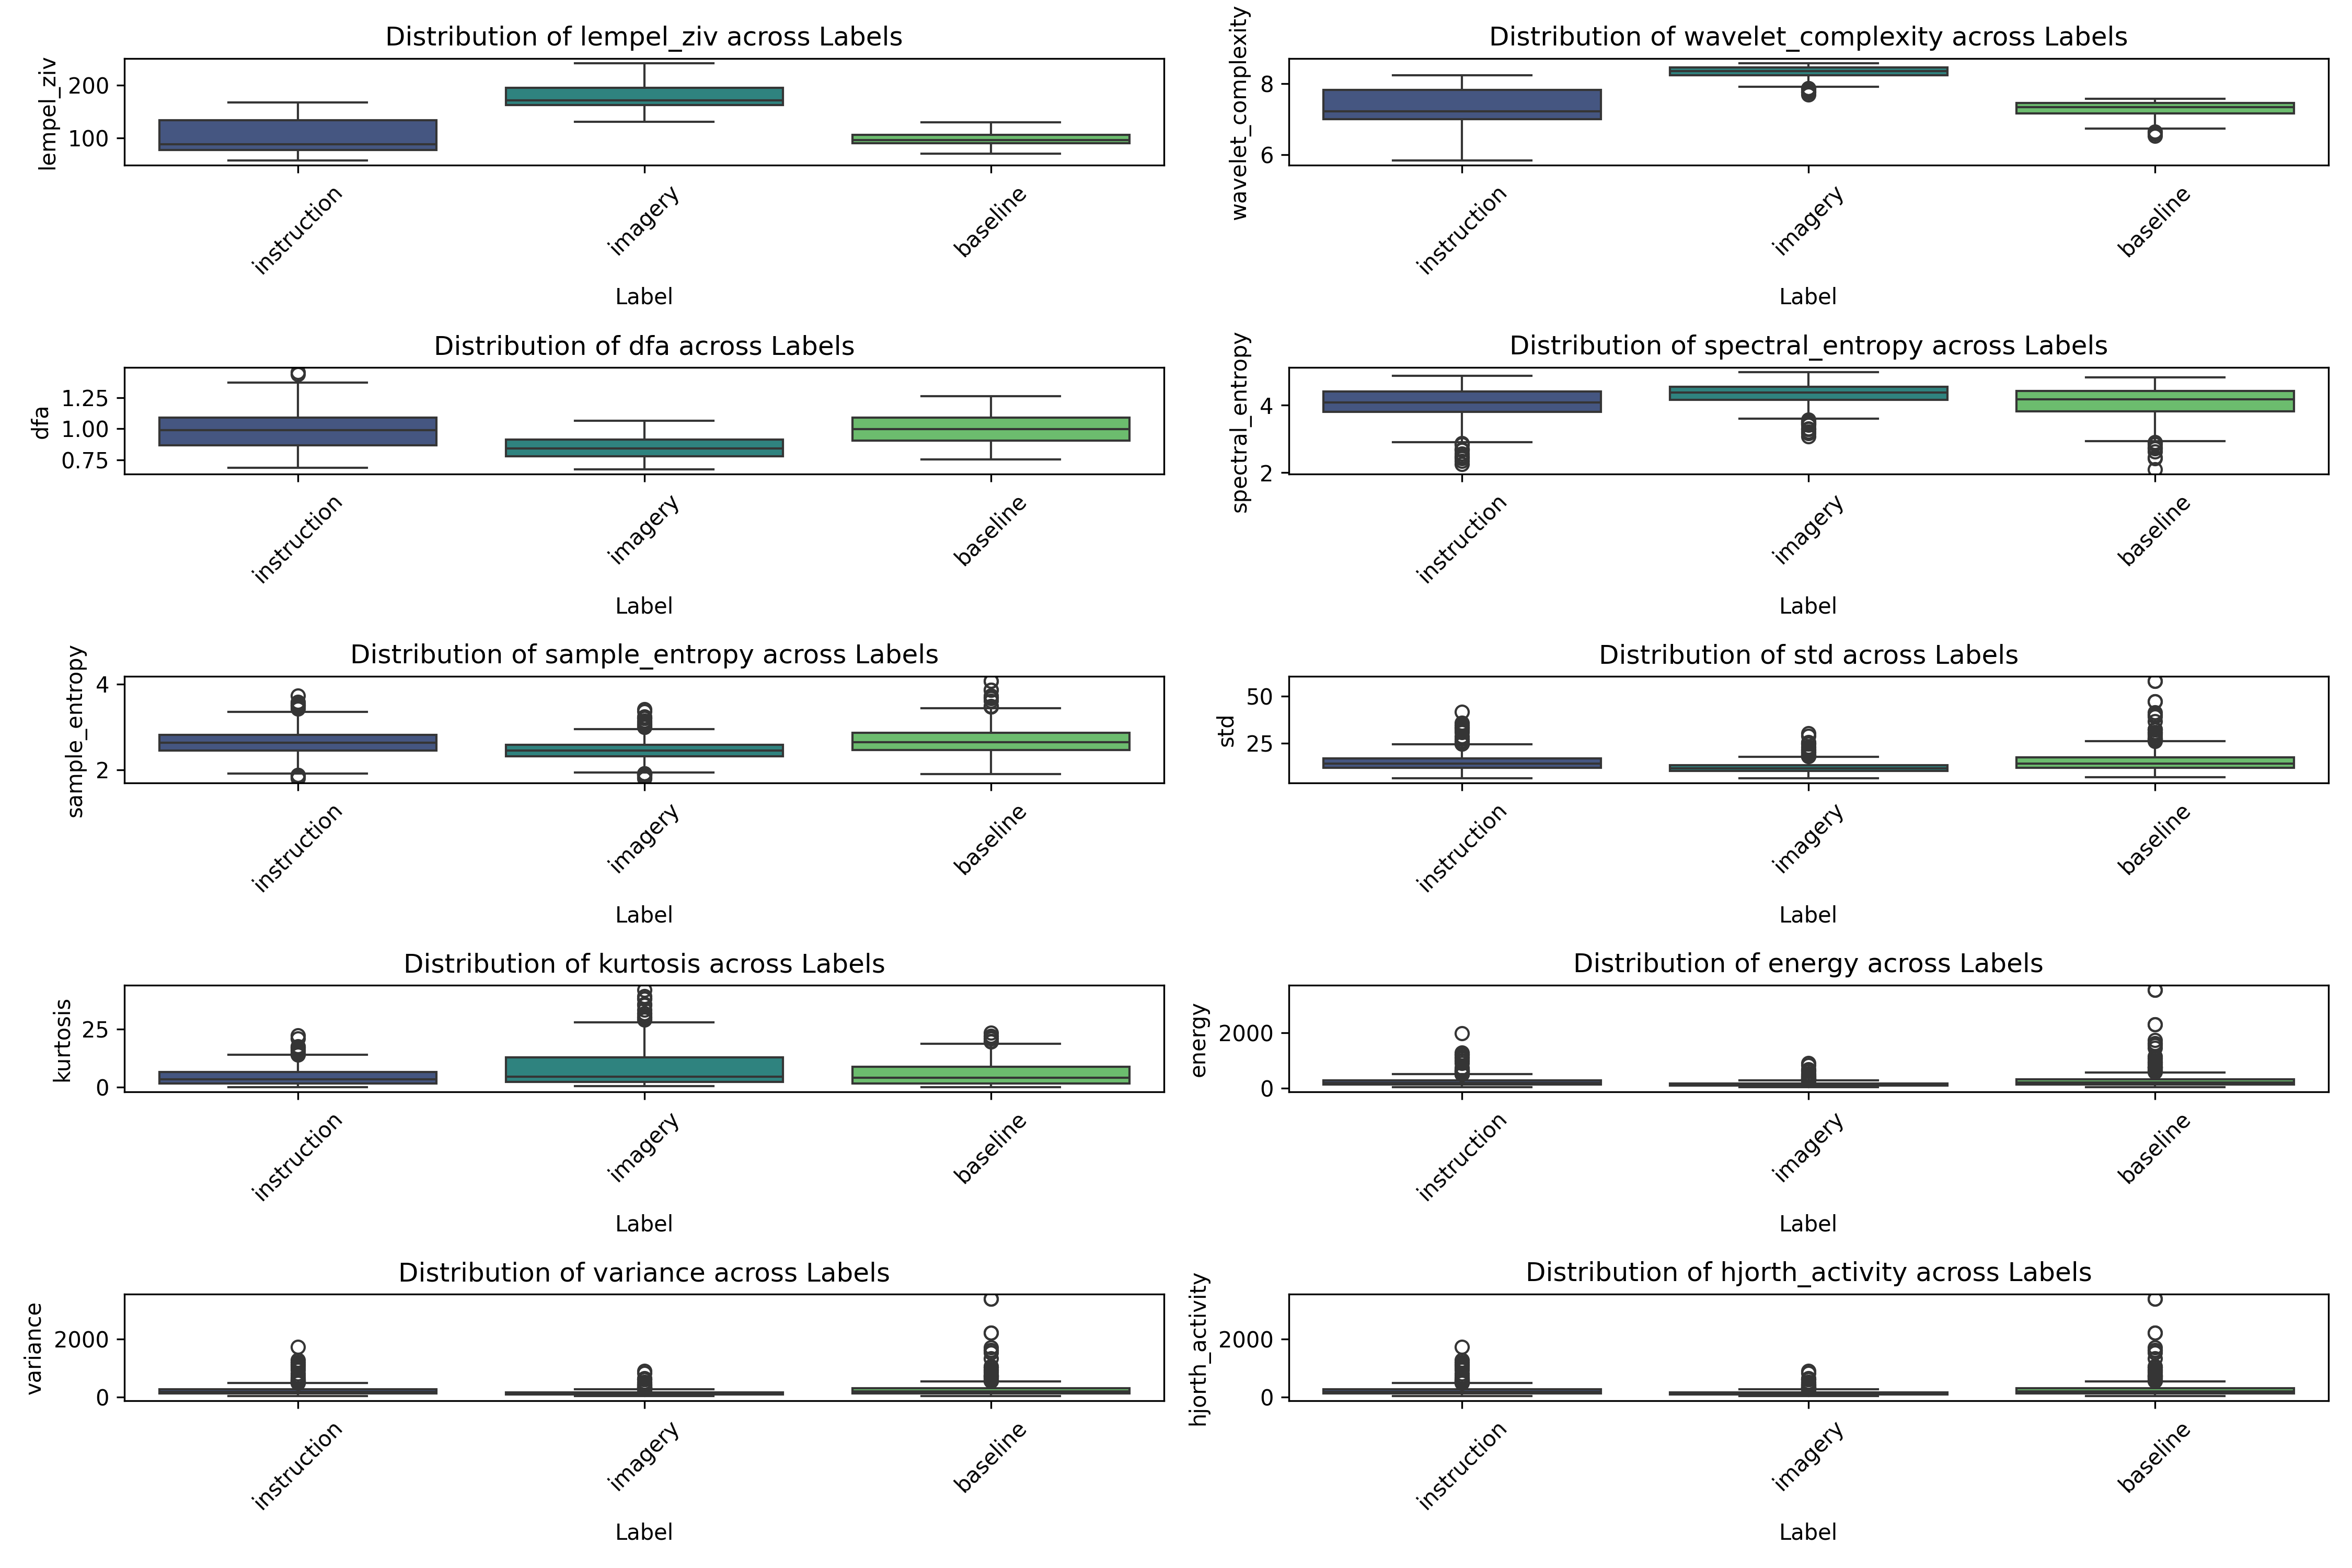 Distribution of lempel_ziv across Labels
lempel_ziv
200
100
instruction
imagery
baseline
Label
Distribution of wavelet_complexity across Labels
wavelet_complexity
8
6
instruction
imagery
baseline
Label
Distribution of dfa across Labels
dfa
1.25
1.00
0.75
instruction
imagery
baseline
Label
Distribution of spectral_entropy across Labels
spectral_entropy
4
2
instruction
imagery
baseline
Label
Distribution of sample_entropy across Labels
sample_entropy
4
2
instruction
imagery
baseline
Label
Distribution of std across Labels
std
50
25
instruction
imagery
baseline
Label
Distribution of kurtosis across Labels
kurtosis
25
0
instruction
imagery
baseline
Label
Distribution of energy across Labels
energy
2000
0
instruction
imagery
baseline
Label
Distribution of variance across Labels
variance
2000
0
instruction
imagery
baseline
Label
Distribution of hjorth_activity across Labels
hjorth_activity
2000
0
instruction
imagery
baseline
Label